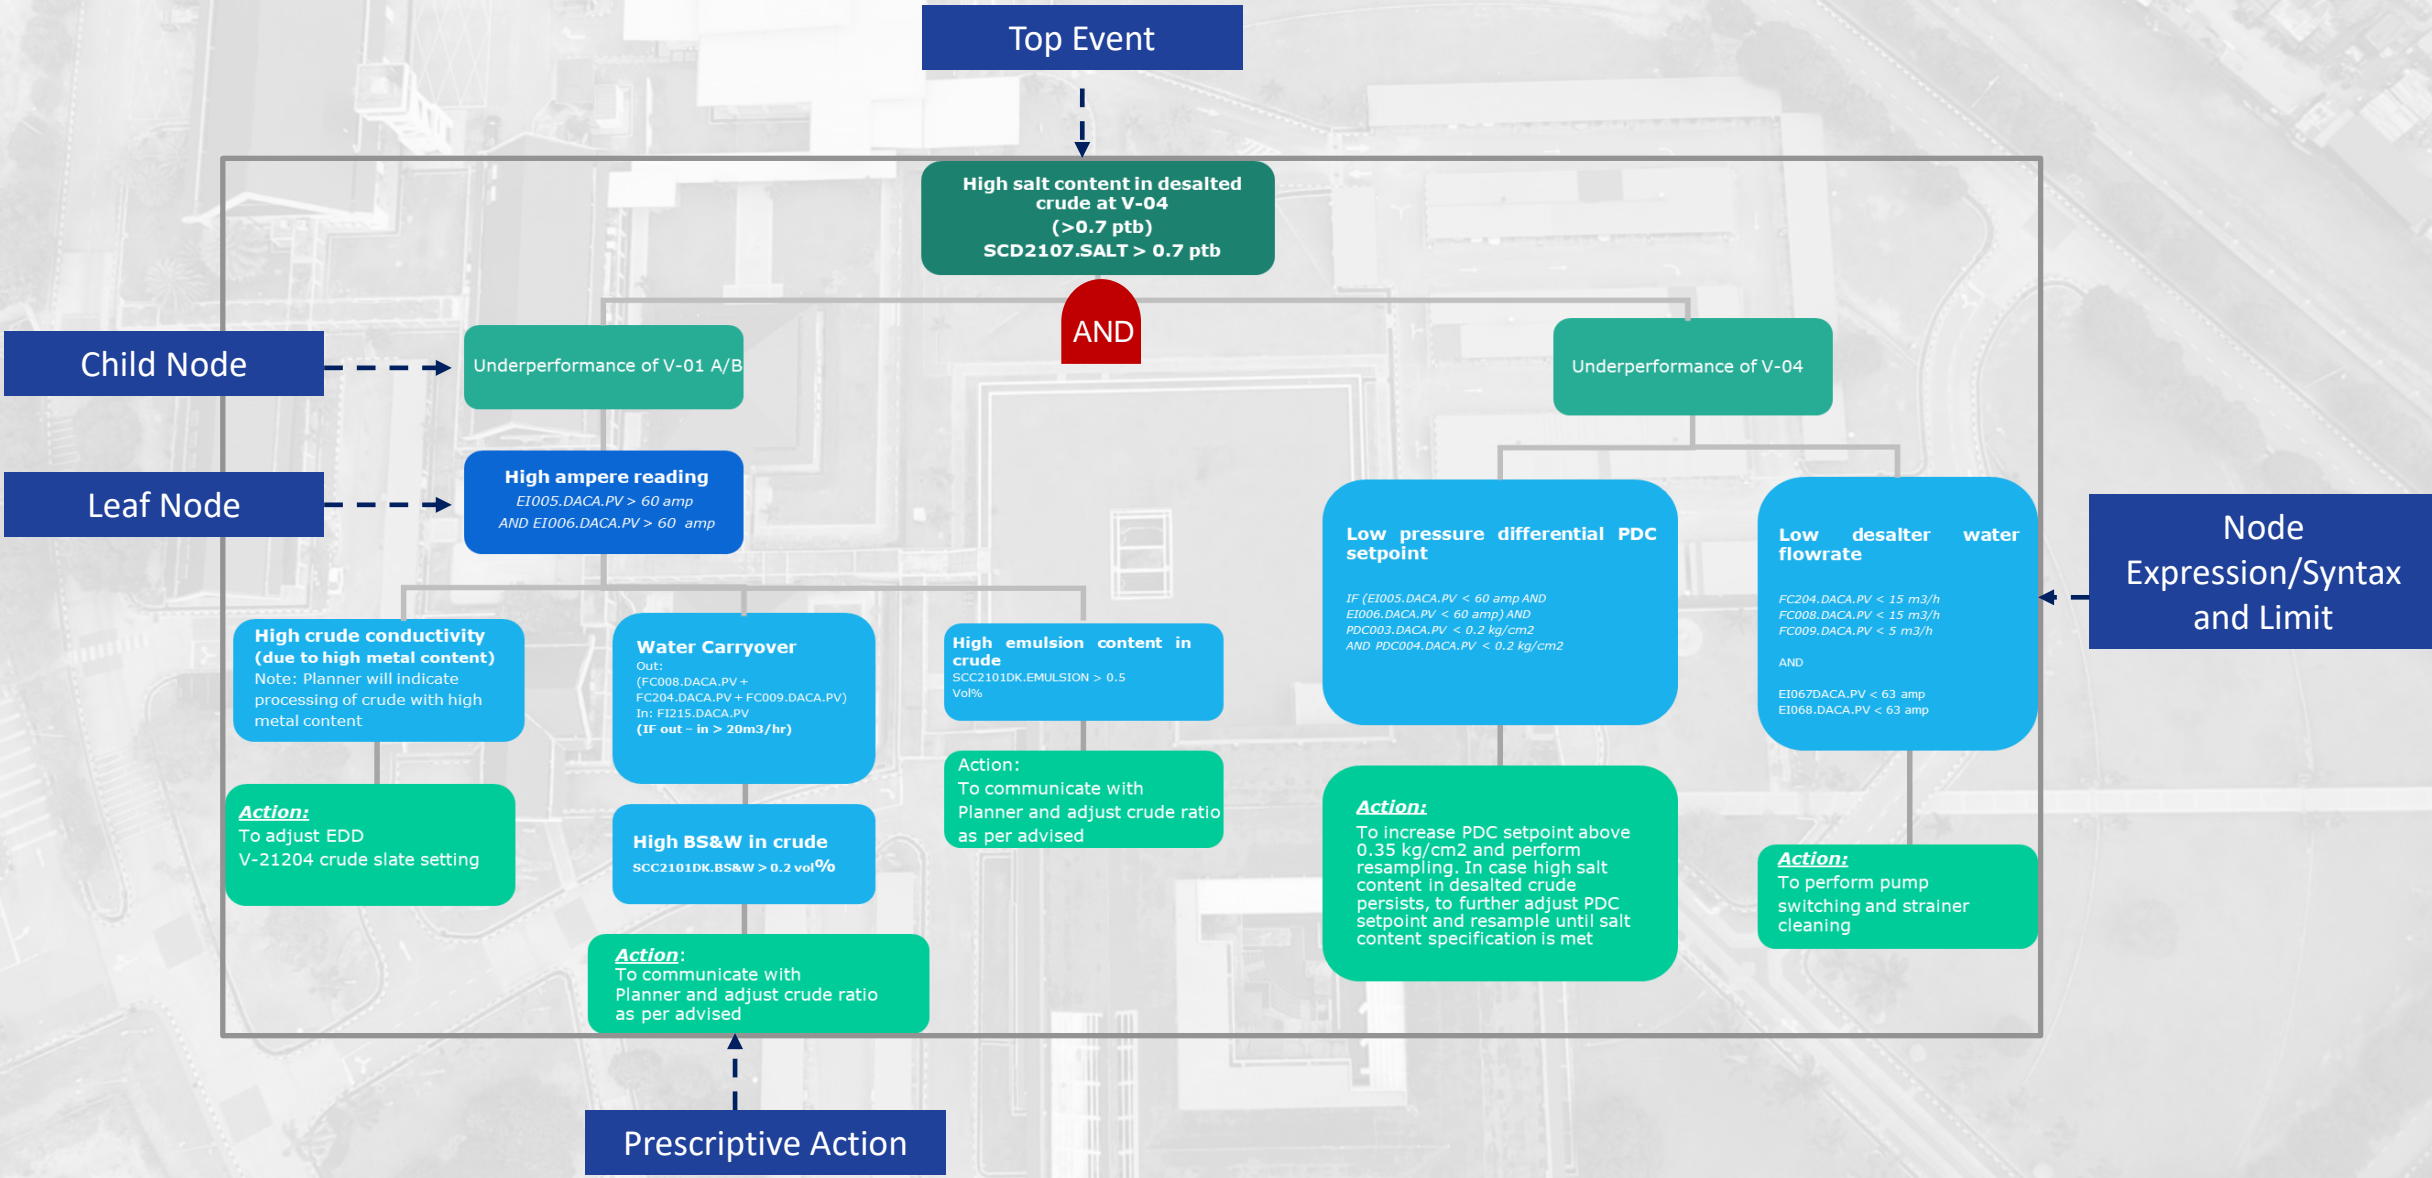 Top Event
High salt content in desalted
crude at V-04
(>0.7 ptb)
SCD2107.SALT > 0.7 ptb
AND
Child Node
Underperformance of V-01 A/B
Underperformance of V-04
Leaf Node
High ampere reading
EI005.DACA.PV > 60 amp
AND EI006.DACA.PV > 60 amp
Low pressure differential PDC
setpoint
IF (EI005.DACA.PV < 60 amp AND
EI006.DACA.PV < 60 amp) AND
PDC003.DACA.PV < 0.2 kg/cm2
AND PDC004.DACA.PV < 0.2 kg/cm2
Low desalter water
flowrate
FC204.DACA.PV < 15 m3/h
FC008.DACA.PV < 15 m3/h
FC009.DACA.PV < 5 m3/h
AND
EI067DACA.PV < 63 amp
EI068.DACA.PV < 63 amp
Node
Expression/Syntax
and Limit
High crude conductivity
(due to high metal content)
Note: Planner will indicate
processing of crude with high
metal content
Water Carryover
Out:
(FC008.DACA.PV +
FC204.DACA.PV + FC009.DACA.PV)
In: FI215.DACA.PV
(IF out – in > 20m3/hr)
High emulsion content in
crude
SCC2101DK.EMULSION > 0.5
Vol%
Action:
To adjust EDD
V-21204 crude slate setting
High BS&W in crude
SCC2101DK.BS&W > 0.2 vol%
Action:
To communicate with
Planner and adjust crude ratio
as per advised
Action:
To communicate with
Planner and adjust crude ratio
as per advised
Action:
To increase PDC setpoint above
0.35 kg/cm2 and perform
resampling. In case high salt
content in desalted crude
persists, to further adjust PDC
setpoint and resample until salt
content specification is met
Action:
To perform pump
switching and strainer
cleaning
Prescriptive Action